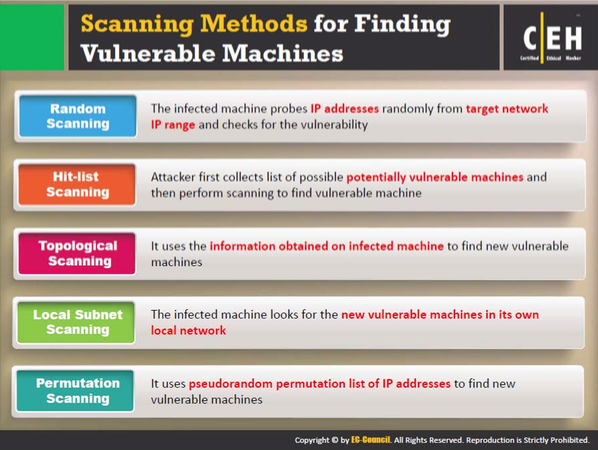 Scanning Methods for Finding
Vulnerable Machines
C|EH
Certified Ethical Hacker
Random
Scanning
The infected machine probes IP addresses randomly from target network
IP range and checks for the vulnerability
Hit-list
Scanning
Attacker first collects list of possible potentially vulnerable machines and
then perform scanning to find vulnerable machine
Topological
Scanning
It uses the information obtained on infected machine to find new vulnerable
machines
Local Subnet
Scanning
The infected machine looks for the new vulnerable machines in its own
local network
Permutation
Scanning
It uses pseudorandom permutation list of IP addresses to find new
vulnerable machines
Copyright © by EC-Council. All Rights Reserved. Reproduction is Strictly Prohibited.